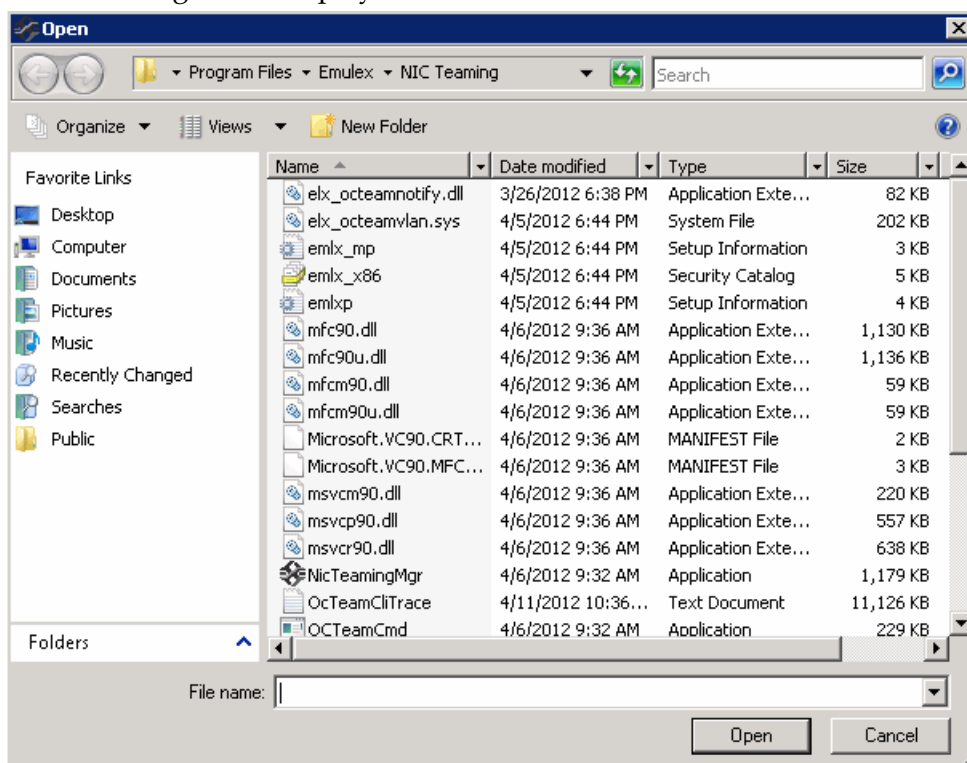 Open
Program Files Emulex NIC Teaming Search
Organize Views New Folder
Favorite Links
Desktop
Computer
Documents
Pictures
Music
Recently Changed
Searches
Public
Folders
Name Date modified Type Size
elx_octeamnotify.dll 3/26/2012 6:38 PM Application Exte... 82 KB
elx_octeamvlan.sys 4/5/2012 6:44 PM System File 202 KB
emlx_mp 4/5/2012 6:44 PM Setup Information 3 KB
emlx_x86 4/5/2012 6:44 PM Security Catalog 5 KB
emlxp 4/5/2012 6:44 PM Setup Information 4 KB
mfc90.dll 4/6/2012 9:36 AM Application Exte... 1,130 KB
mfc90u.dll 4/6/2012 9:36 AM Application Exte... 1,136 KB
mfcm90.dll 4/6/2012 9:36 AM Application Exte... 59 KB
mfcm90u.dll 4/6/2012 9:36 AM Application Exte... 59 KB
Microsoft.VC90.CRT... 4/6/2012 9:36 AM MANIFEST File 2 KB
Microsoft.VC90.MFC... 4/6/2012 9:36 AM MANIFEST File 3 KB
msvcm90.dll 4/6/2012 9:36 AM Application Exte... 220 KB
msvcp90.dll 4/6/2012 9:36 AM Application Exte... 557 KB
msvcr90.dll 4/6/2012 9:36 AM Application Exte... 638 KB
NicTeamingMgr 4/6/2012 9:32 AM Application 1,179 KB
OcTeamCliTrace 4/11/2012 10:36... Text Document 11,126 KB
OCTeamCmd 4/6/2012 9:32 AM Application 229 KB
File name:
Open Cancel